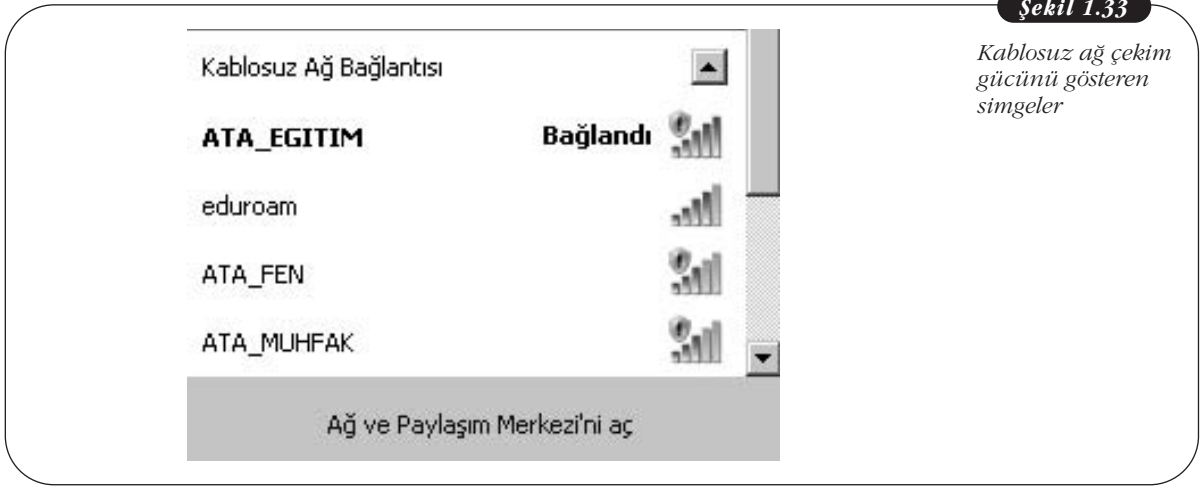 Şekil 1.33
Kablosuz ağ çekim
gücünü gösteren
simgeler
Kablosuz Ağ Bağlantısı
ATA_EGITIM Bağlandı
eduroam
ATA_FEN
ATA_MUHFAK
Ağ ve Paylaşım Merkezi'ni aç